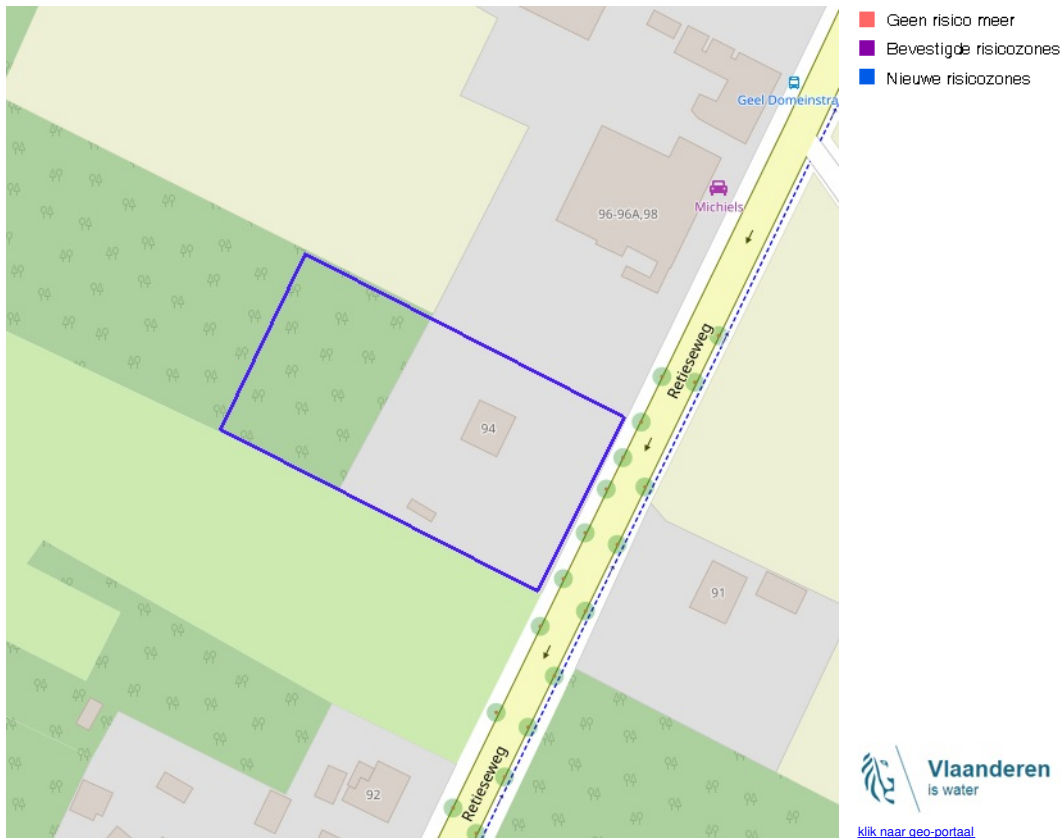 Geen risico meer
Bevestigde risicozones
Nieuwe risicozones
Geel Domeinstra
Michiels
96-96A,98
Retieseweg
94
91
Retieseweg
92
Vlaanderen
is water
klik naar geo-portaal